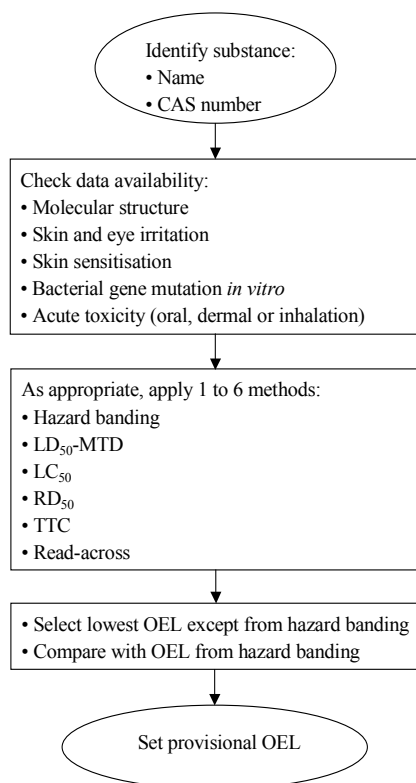 Identify substance:
• Name
• CAS number
Check data availability:
• Molecular structure
• Skin and eye irritation
• Skin sensitisation
• Bacterial gene mutation in vitro
• Acute toxicity (oral, dermal or inhalation)
As appropriate, apply 1 to 6 methods:
• Hazard banding
• LD₅₀-MTD
• LC₅₀
• RD₅₀
• TTC
• Read-across
• Select lowest OEL except from hazard banding
• Compare with OEL from hazard banding
Set provisional OEL